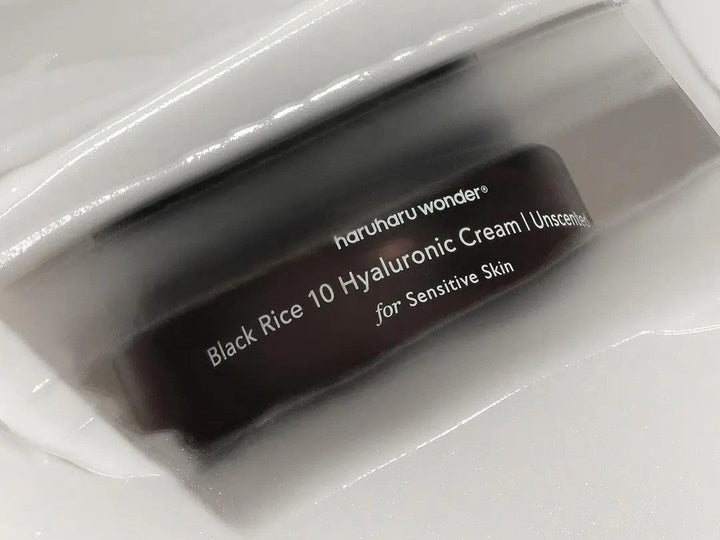 haruharu wonder®
Black Rice 10 Hyaluronic Cream | Unscented
for Sensitive Skin